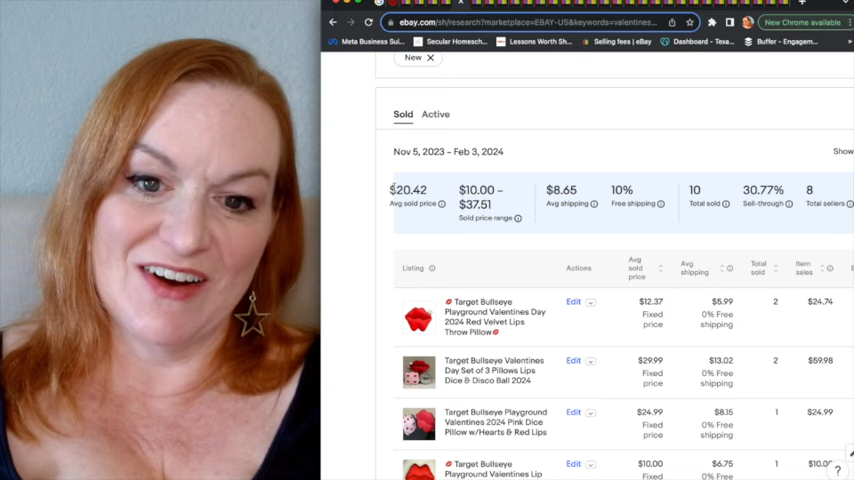 ebay.com/sh/research?marketplace=EBAY-US&keywords=valentines...
New Chrome available
Meta Business Sui...
Secular Homesch...
Lessons Worth Sh...
Selling fees | eBay
Dashboard – Texa...
Buffer - Engagem...
New
Sold Active
Nov 5, 2023 – Feb 3, 2024
Show
$20.42
Avg sold price
$10.00 –
$37.51
Sold price range
$8.65
Avg shipping
10%
Free shipping
10
Total sold
30.77%
Sell-through
8
Total sellers
Listing
Actions
Avg
sold
price
Avg
shipping
Total
sold
Item
sales
Target Bullseye
Playground Valentines Day
2024 Red Velvet Lips
Throw Pillow
Edit
$12.37
Fixed
price
$5.99
0% Free
shipping
2
$24.74
Target Bullseye Valentines
Day Set of 3 Pillows Lips
Dice & Disco Ball 2024
Edit
$29.99
Fixed
price
$13.02
0% Free
shipping
2
$59.98
Target Bullseye Playground
Valentines 2024 Pink Dice
Pillow w/Hearts & Red Lips
Edit
$24.99
Fixed
price
$8.15
0% Free
shipping
1
$24.99
Target Bullseye
Playground Valentines Lip
Edit
$10.00
Fixed
$6.75
0% Free
1
?